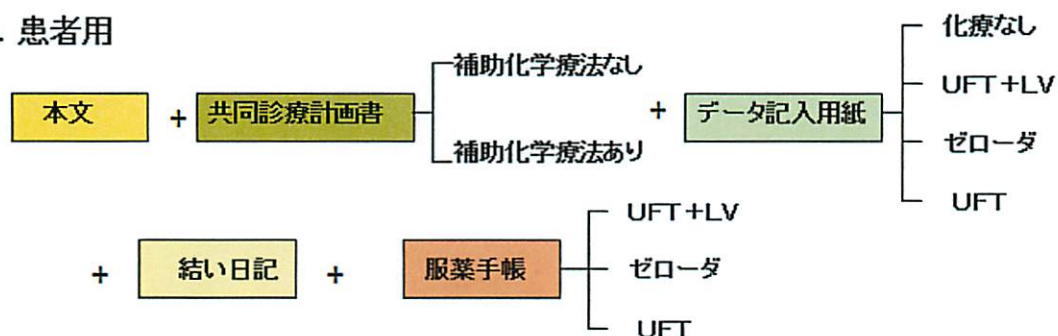 . 患者用
本文 + 共同診療計画書
補助化学療法なし
補助化学療法あり
+ データ記入用紙
化療なし
UFT+LV
ゼローダ
UFT
+ 結い日記 + 服薬手帳
UFT+LV
ゼローダ
UFT